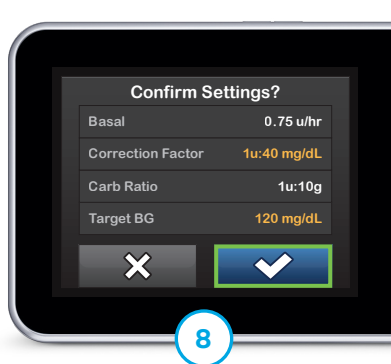 Confirm Settings?
Basal 0.75 u/hr
Correction Factor 1u:40 mg/dL
Carb Ratio 1u:10g
Target BG 120 mg/dL
8